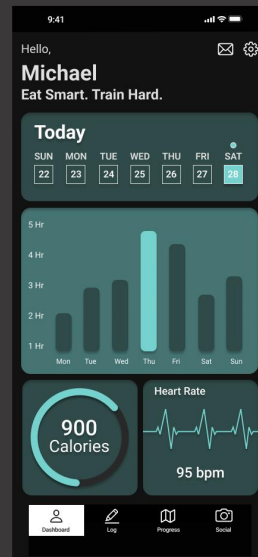 9:41
Hello,
Michael
Eat Smart. Train Hard.
Today
SUN MON TUE WED THU FRI SAT
22 23 24 25 26 27 28
5 Hr
4 Hr
3 Hr
2 Hr
1 Hr
Mon Tue Wed Thu Fri Sat Sun
900
Calories
Heart Rate
95 bpm
Dashboard Log Progress Social